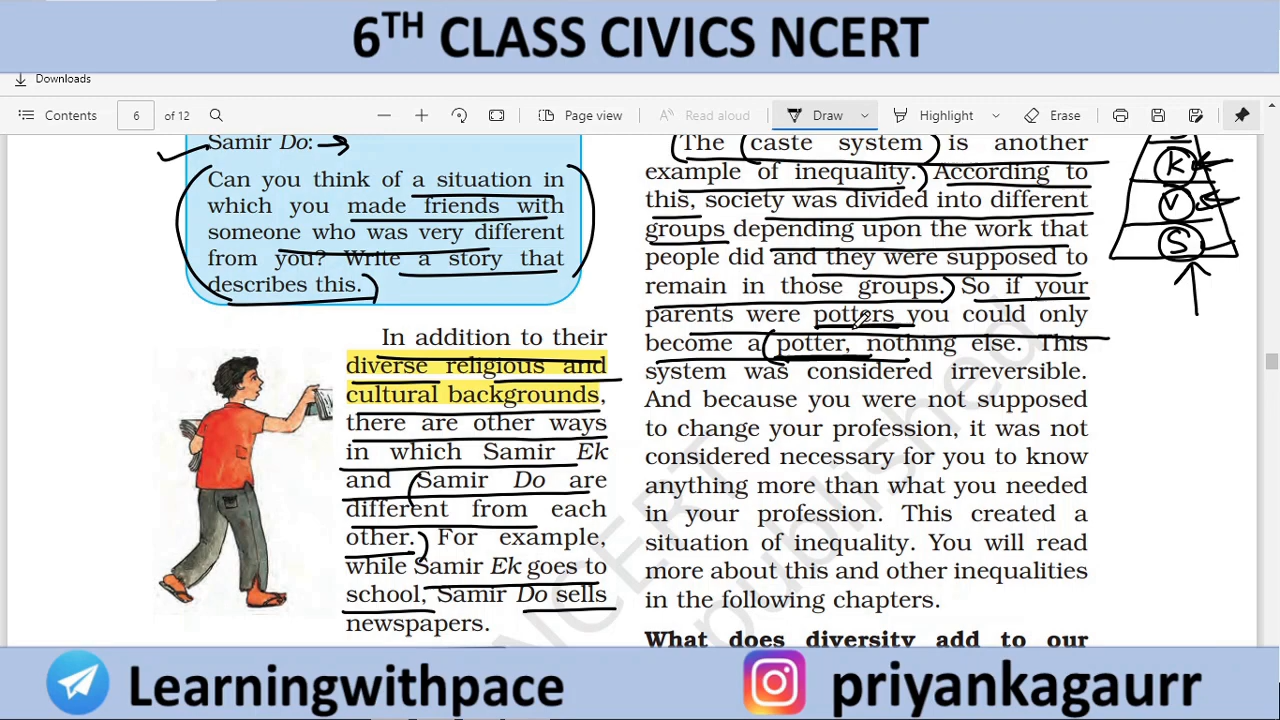 6TH CLASS CIVICS NCERT
Downloads
Contents
6
of 12
Page view
Read aloud
Draw
Highlight
Erase
Samir Do:
Can you think of a situation in
which you made friends with
someone who was very different
from you? Write a story that
describes this.
In addition to their
diverse religious and
cultural backgrounds,
there are other ways
in which Samir Ek
and Samir Do are
different from each
other. For example,
while Samir Ek goes to
school, Samir Do sells
newspapers.
The caste system is another
example of inequality. According to
this, society was divided into different
groups depending upon the work that
people did and they were supposed to
remain in those groups. So if your
parents were potters you could only
become a potter, nothing else. This
system was considered irreversible.
And because you were not supposed
to change your profession, it was not
considered necessary for you to know
anything more than what you needed
in your profession. This created a
situation of inequality. You will read
more about this and other inequalities
in the following chapters.
What does diversity add to our
K
V
S
NCERT
published
Learningwithpace
priyankagaurr